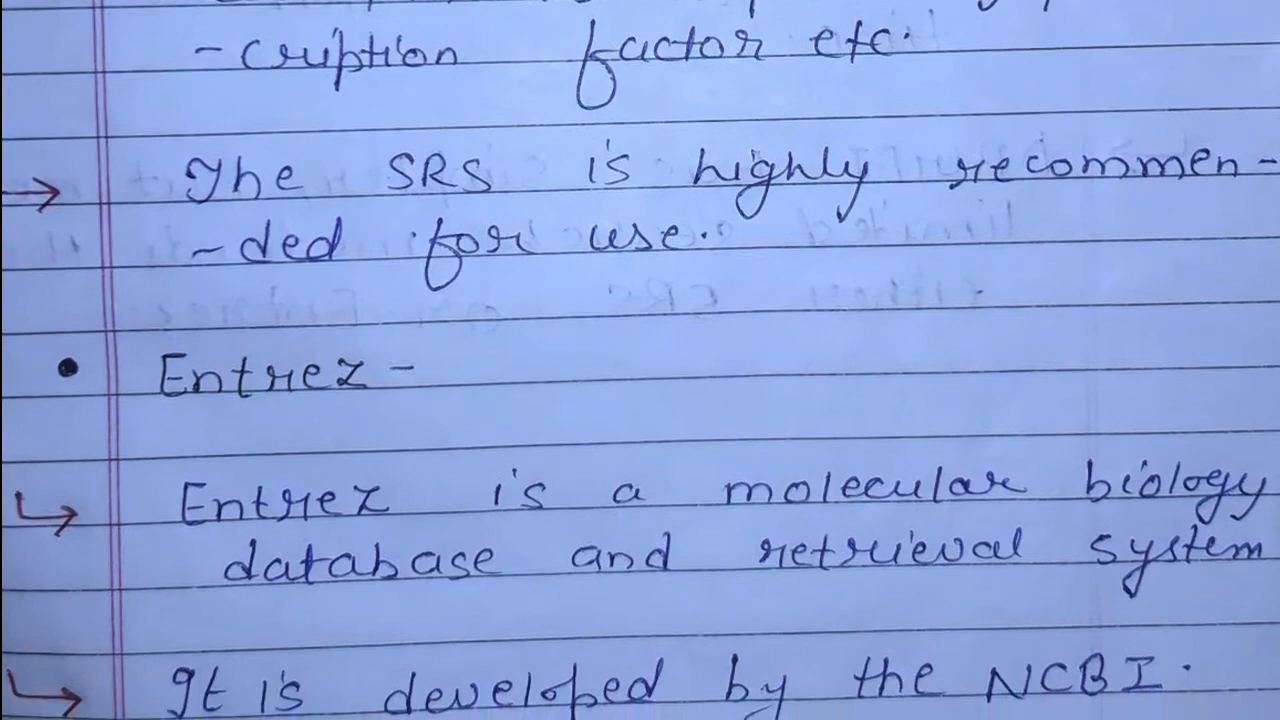 -cription factor etc.
→ The SRS is highly recommen-
-ded for use.
• Entrez -
↳ Entrez is a molecular biology
database and retrieval system
↳ It is developed by the NCBI.